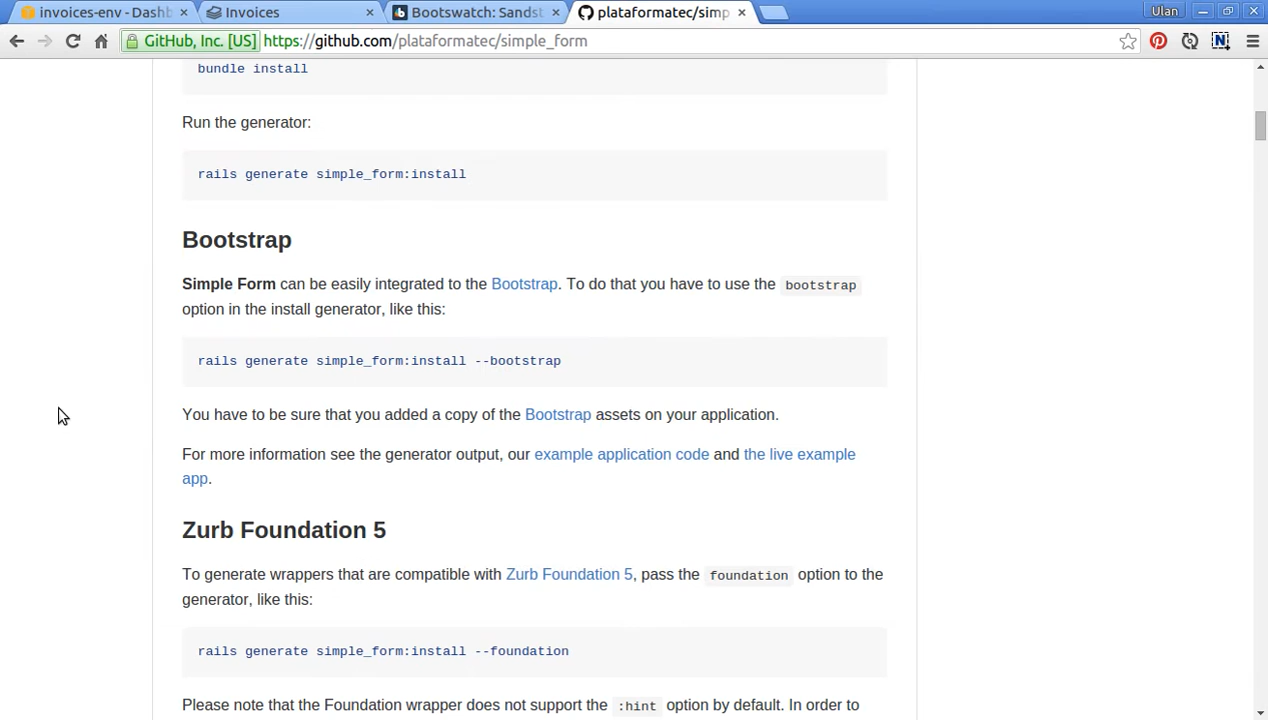 invoices-env - Dashb
Invoices
Bootswatch: Sandst
plataformatec/simp
Ulan
GitHub, Inc. [US] https://github.com/plataformatec/simple_form
bundle install
Run the generator:
rails generate simple_form:install
Bootstrap
Simple Form can be easily integrated to the Bootstrap. To do that you have to use the bootstrap
option in the install generator, like this:
rails generate simple_form:install --bootstrap
You have to be sure that you added a copy of the Bootstrap assets on your application.
For more information see the generator output, our example application code and the live example
app.
Zurb Foundation 5
To generate wrappers that are compatible with Zurb Foundation 5, pass the foundation option to the
generator, like this:
rails generate simple_form:install --foundation
Please note that the Foundation wrapper does not support the :hint option by default. In order to